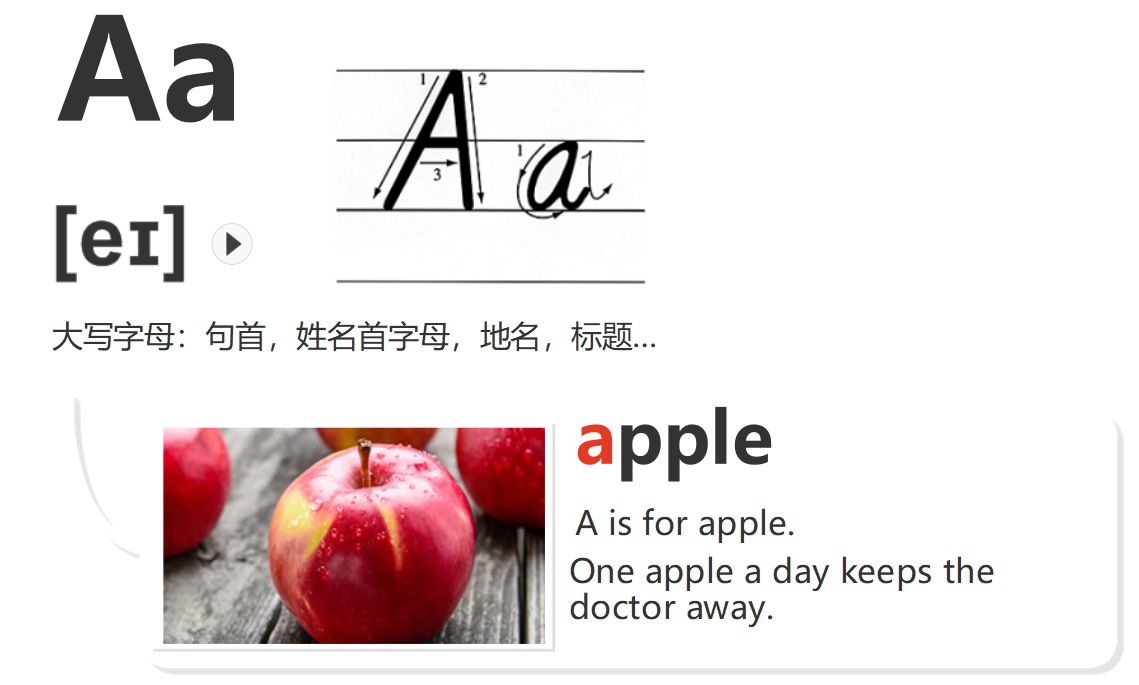 Aa
1 2
3
A a
1
[eɪ]
大写字母：句首，姓名首字母，地名，标题...
apple
A is for apple.
One apple a day keeps the
doctor away.